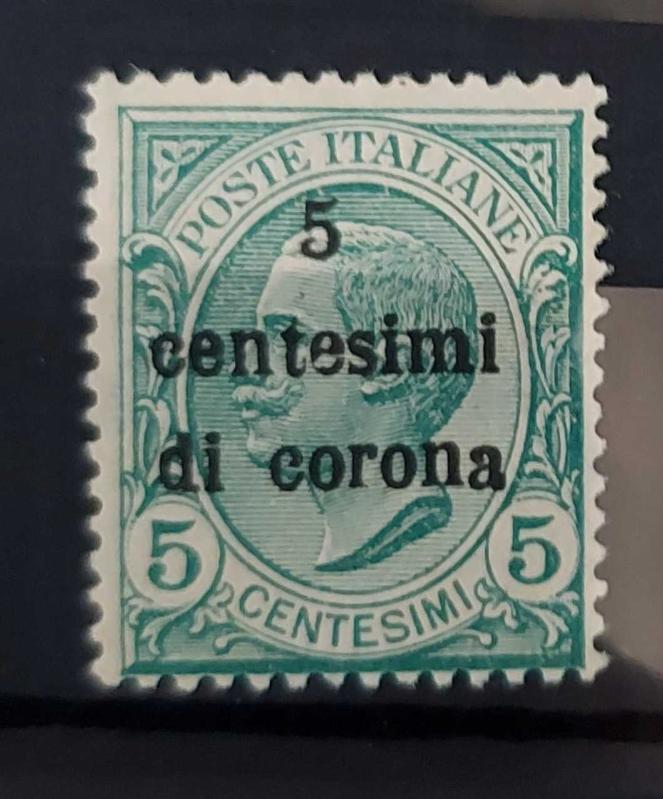 POSTE ITALIANE
5
centesimi
di corona
5 5
CENTESIMI